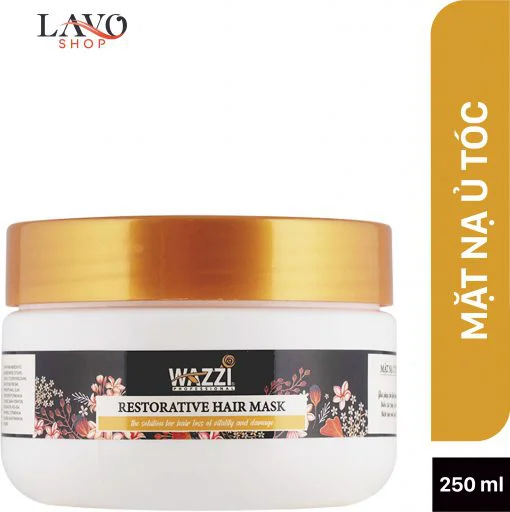 LAVO
SHOP
MẶT NẠ Ủ TÓC
WAZZI
PROFESSIONAL
RESTORATIVE HAIR MASK
the solution for hair loss of vitality and damage
250 ml